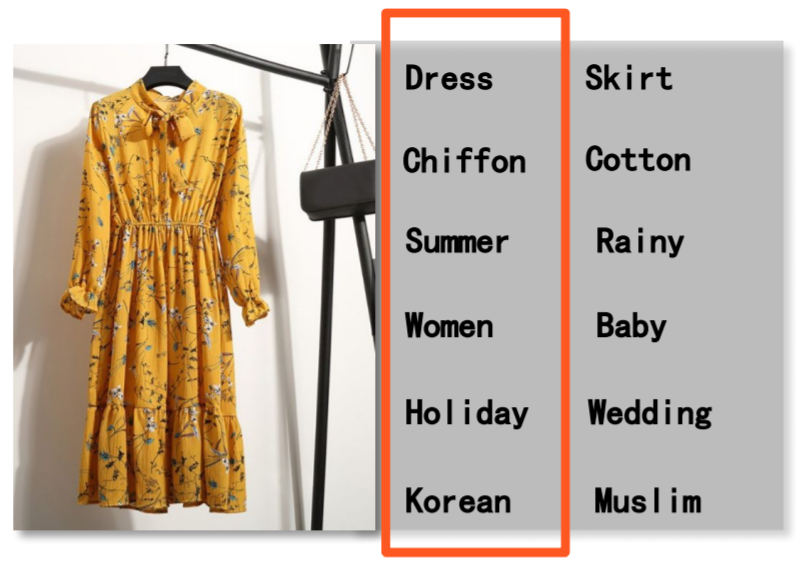 Dress Skirt
Chiffon Cotton
Summer Rainy
Women Baby
Holiday Wedding
Korean Muslim